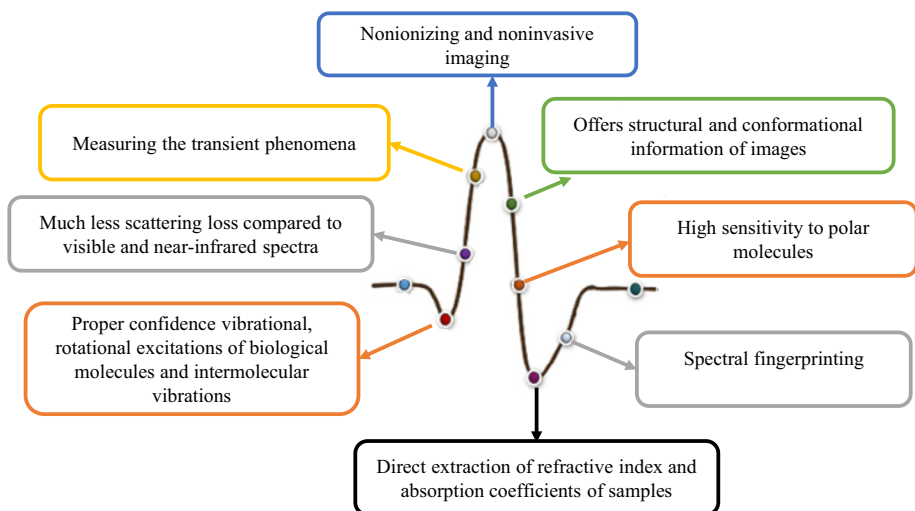 Nonionizing and noninvasive
imaging
Measuring the transient phenomena
Offers structural and conformational
information of images
Much less scattering loss compared to
visible and near-infrared spectra
High sensitivity to polar
molecules
Proper confidence vibrational,
rotational excitations of biological
molecules and intermolecular
vibrations
Spectral fingerprinting
Direct extraction of refractive index and
absorption coefficients of samples